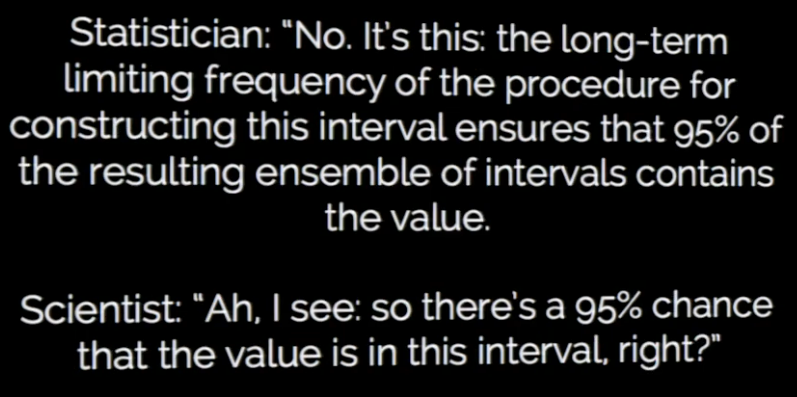 Statistician: "No. It's this: the long-term
limiting frequency of the procedure for
constructing this interval ensures that 95% of
the resulting ensemble of intervals contains
the value.
Scientist: "Ah, I see: so there's a 95% chance
that the value is in this interval, right?"